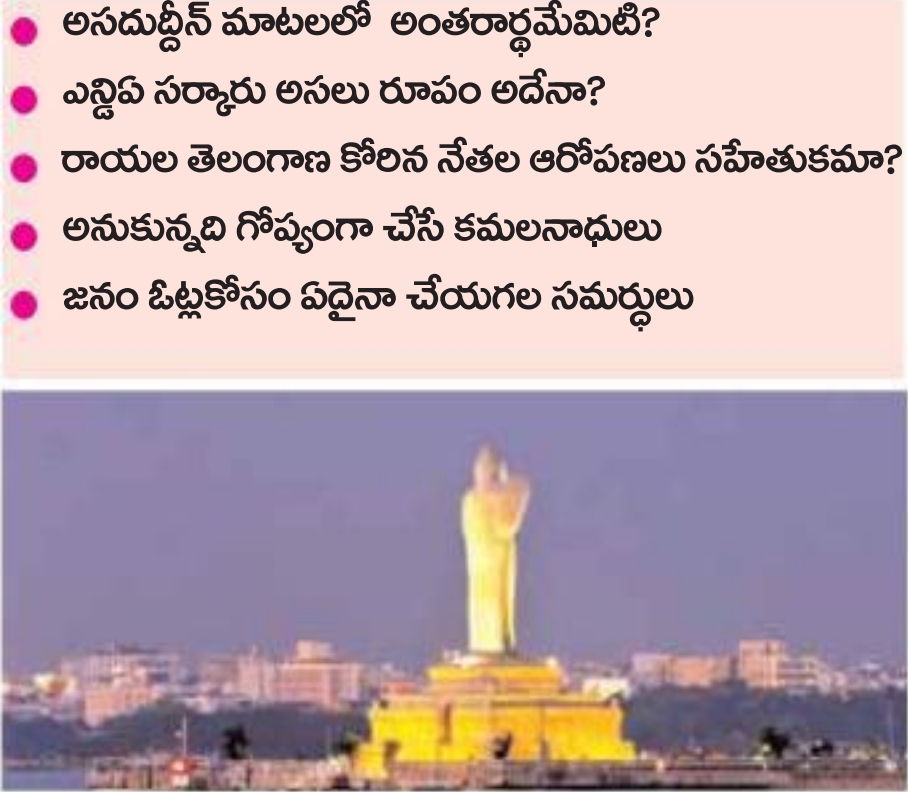 అసదుద్దీన్ మాటలలో అంతరార్థమేమిటి?
ఎన్డిఏ సర్కారు అసలు రూపం అదేనా?
రాయల తెలంగాణ కోరిన నేతల ఆరోపణలు సహేతుకమా?
అనుకున్నది గోప్యంగా చేసే కమలనాధులు
జనం ఓట్లకోసం ఏదైనా చేయగల సమర్ధులు